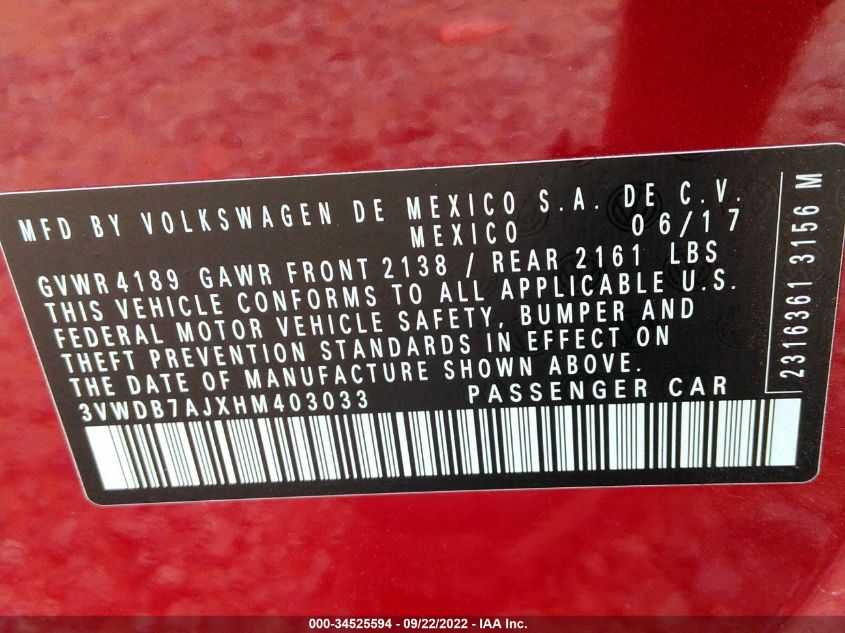 MFD BY VOLKSWAGEN DE MEXICO S.A. DE C.V.
MEXICO 06/17
GVWR 4189 GAWR FRONT 2138 / REAR 2161 LBS
THIS VEHICLE CONFORMS TO ALL APPLICABLE U.S.
FEDERAL MOTOR VEHICLE SAFETY, BUMPER AND
THEFT PREVENTION STANDARDS IN EFFECT ON
THE DATE OF MANUFACTURE SHOWN ABOVE.
3VWDB7AJXHM403033 PASSENGER CAR
2316361 3156 M
000-34525594 - 09/22/2022 - IAA Inc.